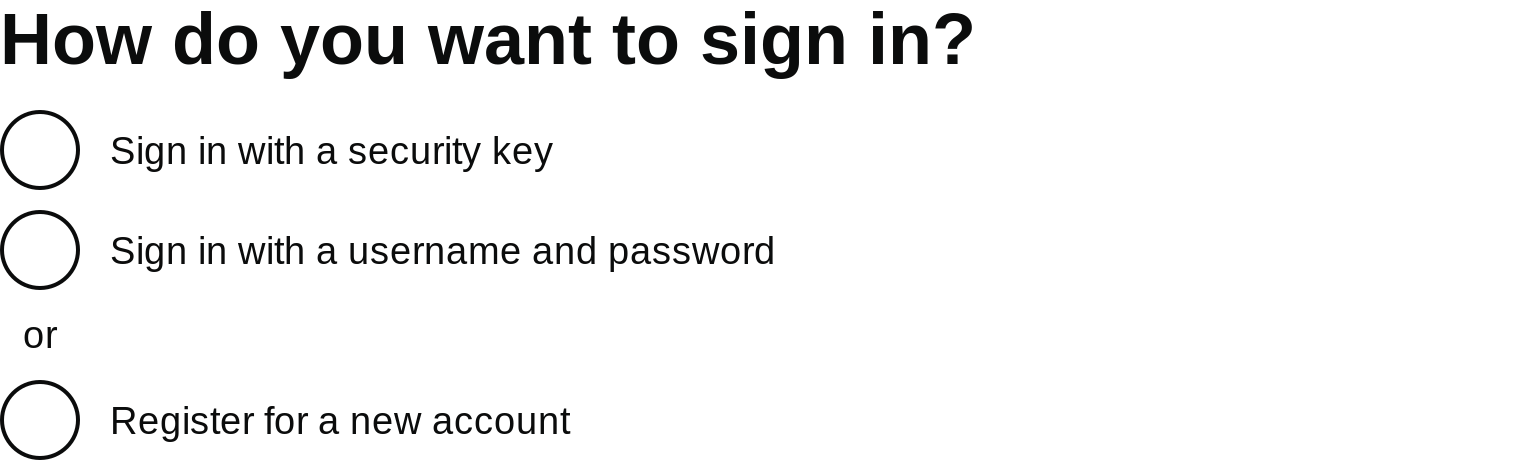 How do you want to sign in?
Sign in with a security key
Sign in with a username and password
or
Register for a new account